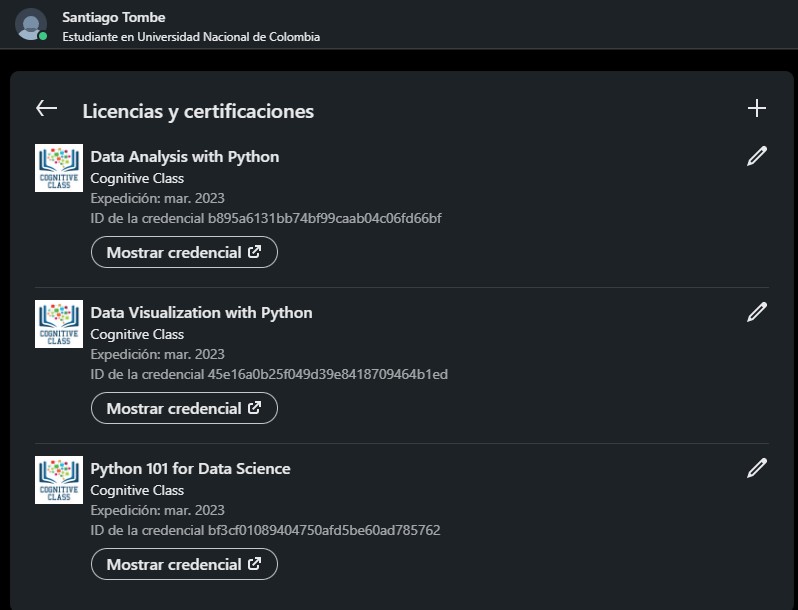 Santiago Tombe
Estudiante en Universidad Nacional de Colombia
Licencias y certificaciones
COGNITIVE
CLASS
Data Analysis with Python
Cognitive Class
Expedición: mar. 2023
ID de la credencial b895a6131bb74bf99caab04c06fd66bf
Mostrar credencial
COGNITIVE
CLASS
Data Visualization with Python
Cognitive Class
Expedición: mar. 2023
ID de la credencial 45e16a0b25f049d39e8418709464b1ed
Mostrar credencial
COGNITIVE
CLASS
Python 101 for Data Science
Cognitive Class
Expedición: mar. 2023
ID de la credencial bf3cf01089404750afd5be60ad785762
Mostrar credencial